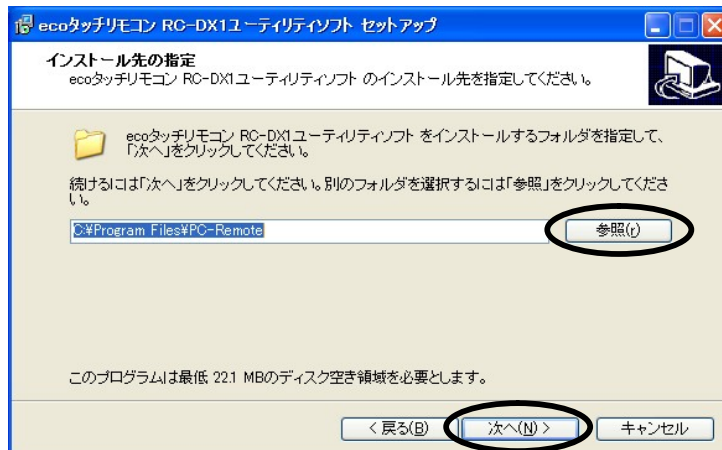 ecoタッチリモコン RC-DX1ユーティリティソフト セットアップ
インストール先の指定
ecoタッチリモコン RC-DX1ユーティリティソフト のインストール先を指定してください。
ecoタッチリモコン RC-DX1ユーティリティソフト をインストールするフォルダを指定して、
「次へ」をクリックしてください。
続けるには「次へ」をクリックしてください。別のフォルダを選択するには「参照」をクリックしてくださ
い。
C:¥Program Files¥PC-Remote
参照(r)
このプログラムは最低 22.1 MBのディスク空き領域を必要とします。
< 戻る(B)
次へ(N) >
キャンセル